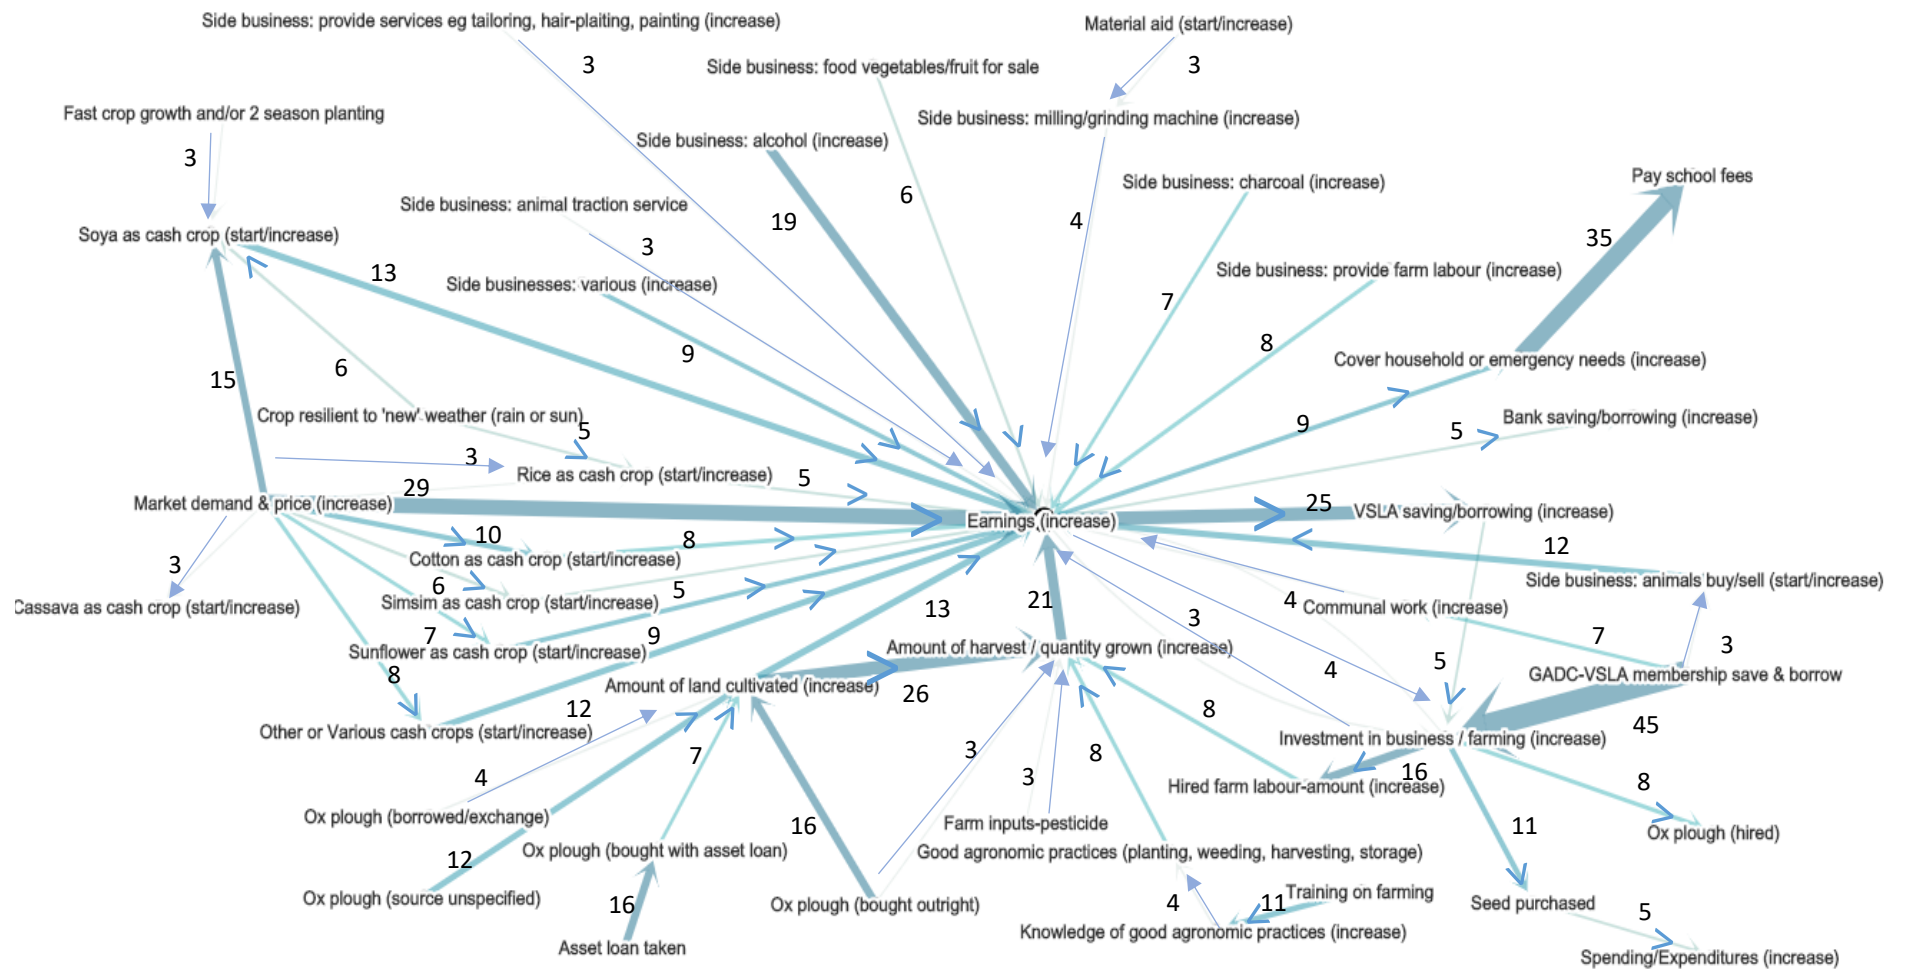 Side business: provide services eg tailoring, hair-plaiting, painting (increase)
Material aid (start/increase)
3
Side business: food vegetables/fruit for sale
3
Fast crop growth and/or 2 season planting
Side business: milling/grinding machine (increase)
Side business: alcohol (increase)
3
Side business: charcoal (increase)
Pay school fees
6
Side business: animal traction service
19
4
Soya as cash crop (start/increase)
35
3
13
Side business: provide farm labour (increase)
Side businesses: various (increase)
7
8
9
Cover household or emergency needs (increase)
6
15
Crop resilient to 'new' weather (rain or sun)
Bank saving/borrowing (increase)
9
5
5
3
Rice as cash crop (start/increase)
5
29
Market demand & price (increase)
25
VSLA saving/borrowing (increase)
Earnings (increase)
10
8
12
Cotton as cash crop (start/increase)
3
Side business: animals buy/sell (start/increase)
6
5
Simsim as cash crop (start/increase)
Cassava as cash crop (start/increase)
13
21
4
Communal work (increase)
3
7
9
7
3
Sunflower as cash crop (start/increase)
Amount of harvest / quantity grown (increase)
8
4
5
GADC-VSLA membership save & borrow
Amount of land cultivated (increase)
26
12
8
45
Other or Various cash crops (start/increase)
Investment in business / farming (increase)
7
3
8
4
3
16
8
Hired farm labour-amount (increase)
Ox plough (borrowed/exchange)
16
Farm inputs-pesticide
11
Ox plough (hired)
Ox plough (bought with asset loan)
Good agronomic practices (planting, weeding, harvesting, storage)
12
Ox plough (source unspecified)
16
Ox plough (bought outright)
4
11
Training on farming
Seed purchased
5
Knowledge of good agronomic practices (increase)
Asset loan taken
Spending/Expenditures (increase)